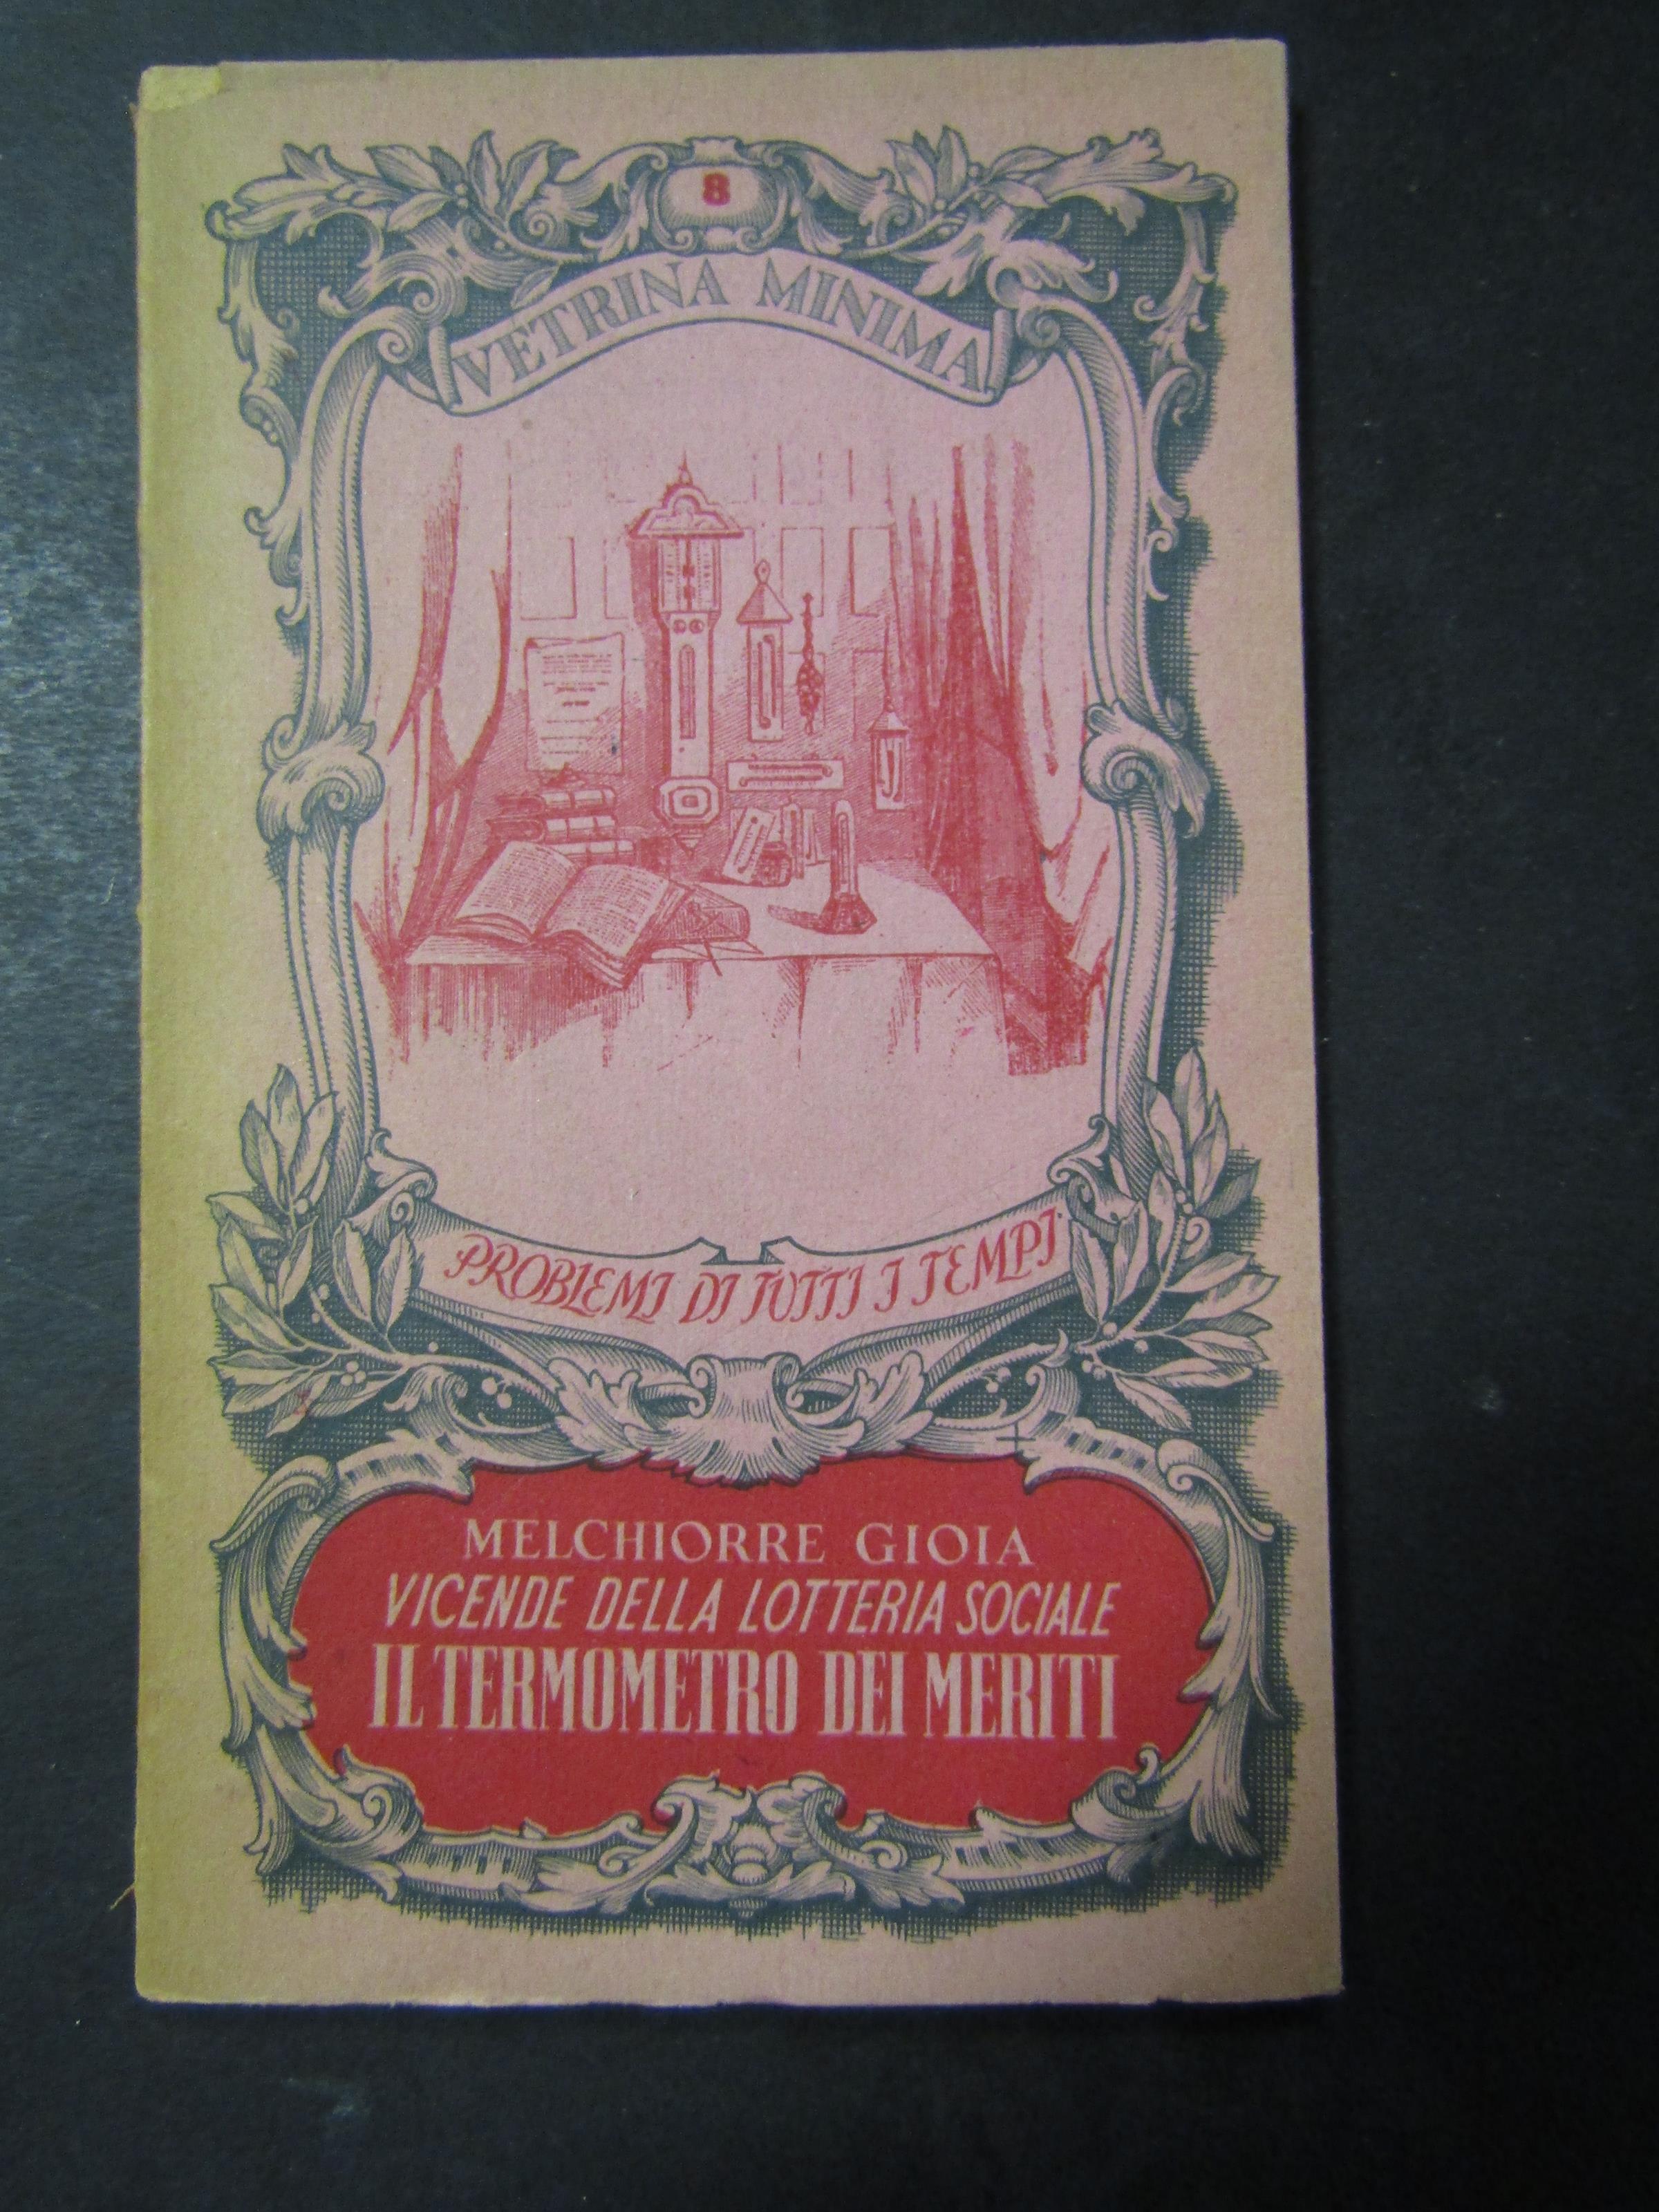 8
VETRINA MINIMA
PROBLEMI DI TUTTI I TEMPI
MELCHIORRE GIOIA
VICENDE DELLA LOTTERIA SOCIALE
IL TERMOMETRO DEI MERITI